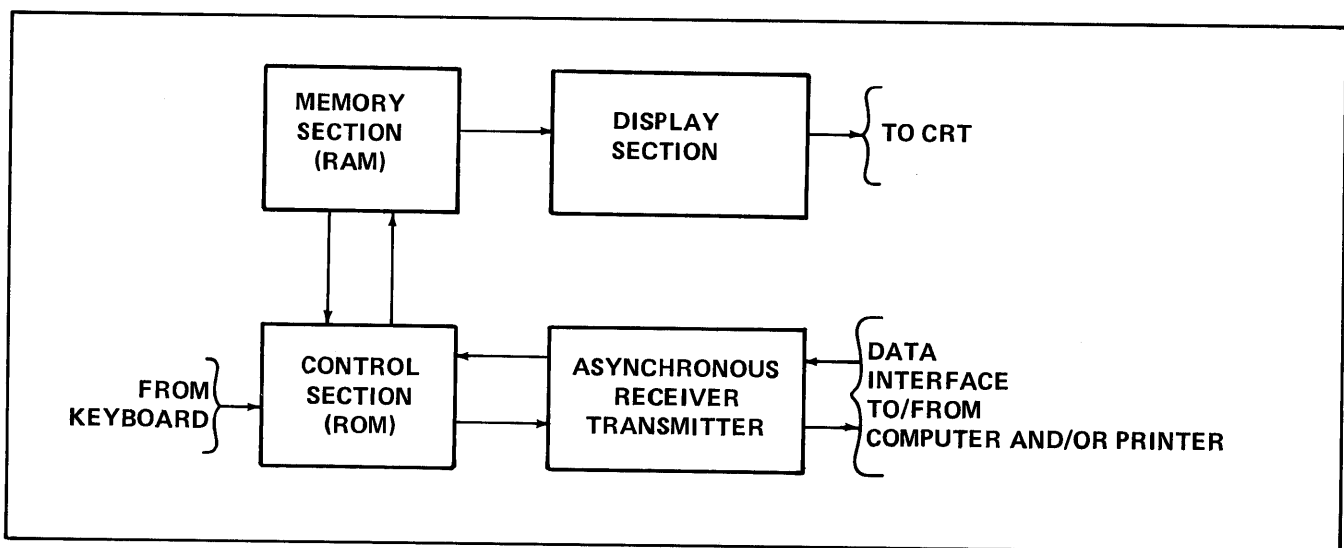 MEMORY
SECTION
(RAM)
DISPLAY
SECTION
TO CRT
FROM
KEYBOARD
CONTROL
SECTION
(ROM)
ASYNCHRONOUS
RECEIVER
TRANSMITTER
DATA
INTERFACE
TO/FROM
COMPUTER AND/OR PRINTER